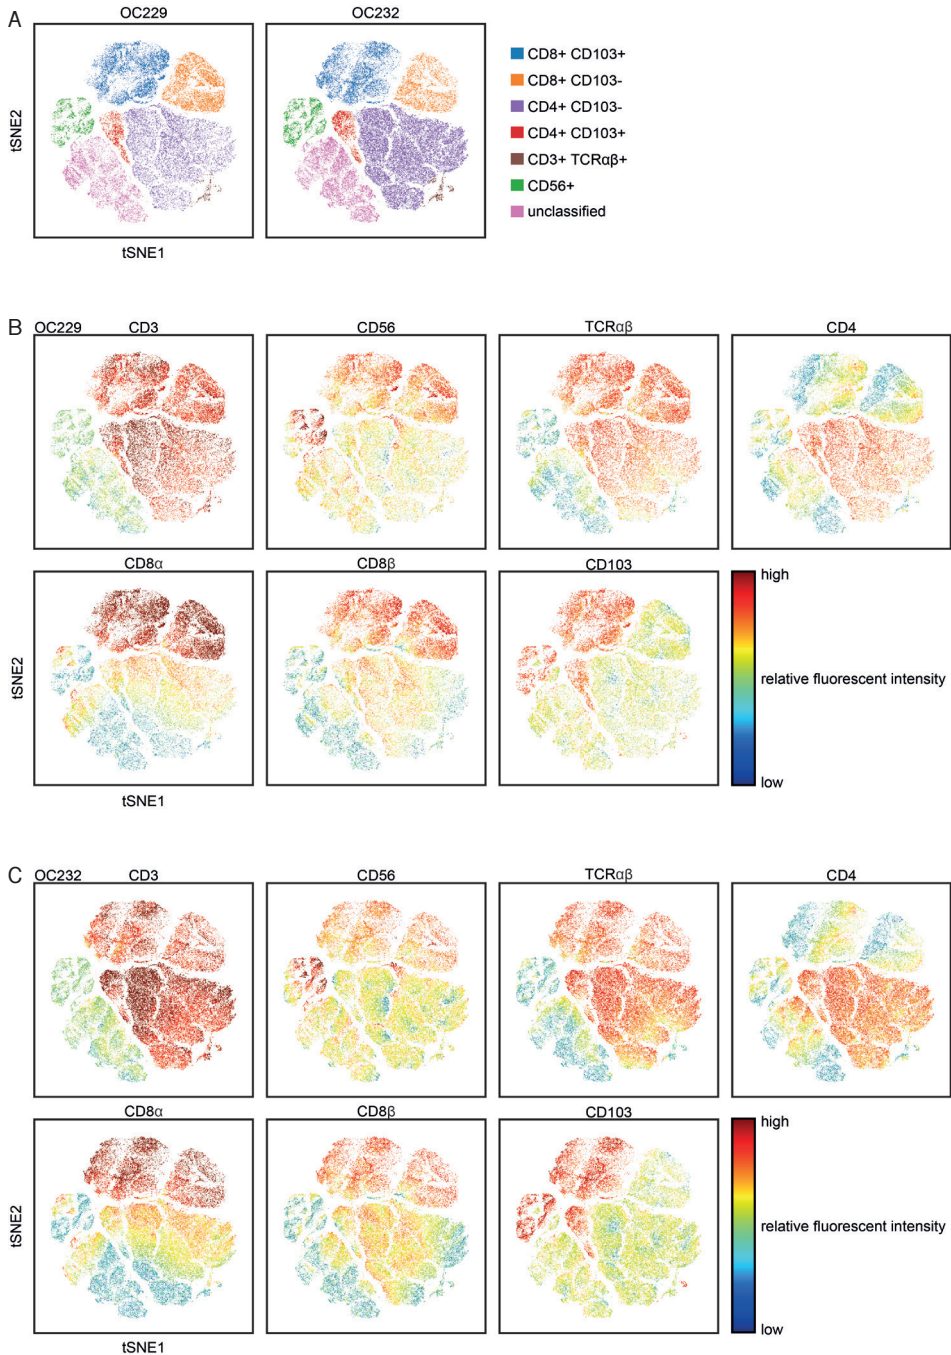 A
OC229
OC232
tSNE2
tSNE1
CD8+ CD103+
CD8+ CD103-
CD4+ CD103-
CD4+ CD103+
CD3+ TCRαβ+
CD56+
unclassified
B
OC229
CD3
CD56
TCRαβ
CD4
CD8α
CD8β
CD103
tSNE2
tSNE1
high
relative fluorescent intensity
low
C
OC232
CD3
CD56
TCRαβ
CD4
CD8α
CD8β
CD103
tSNE2
tSNE1
high
relative fluorescent intensity
low